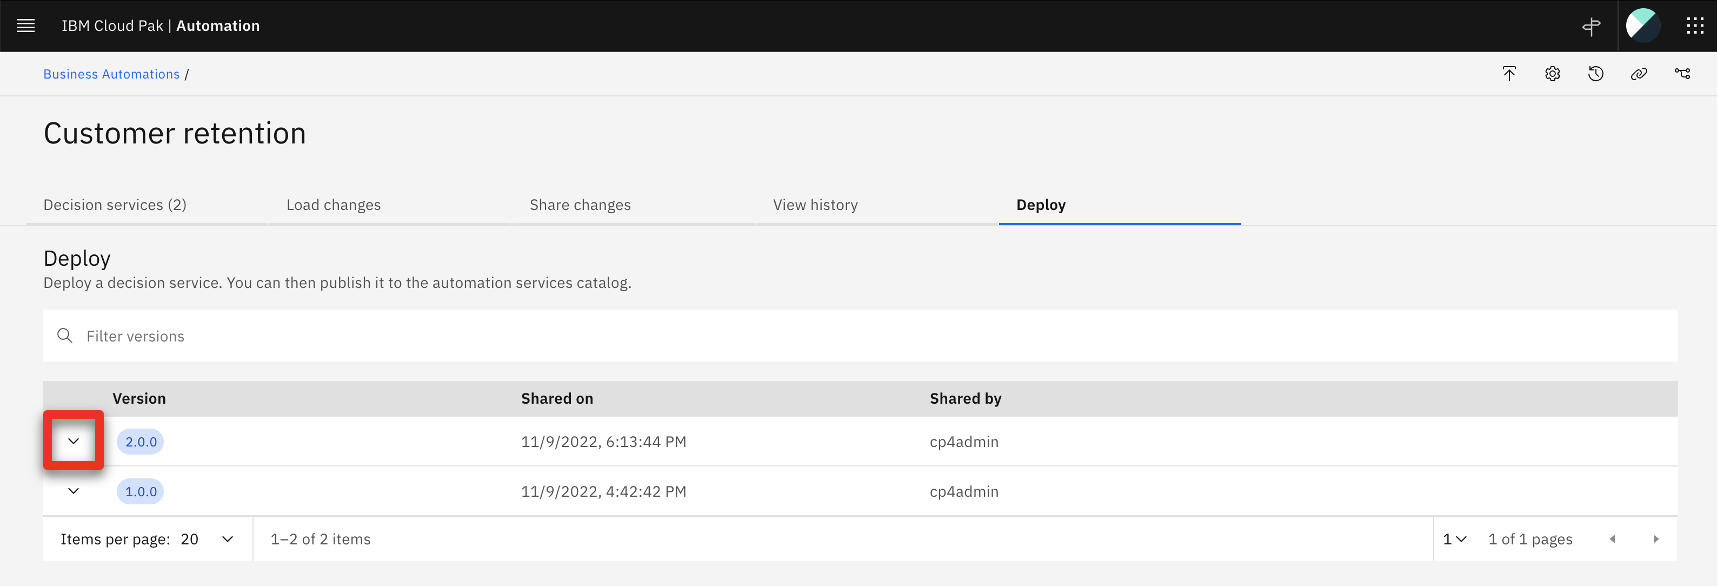 IBM Cloud Pak | Automation
Business Automations /
Customer retention
Decision services (2) Load changes Share changes View history Deploy
Deploy
Deploy a decision service. You can then publish it to the automation services catalog.
Filter versions
Version Shared on Shared by
2.0.0 11/9/2022, 6:13:44 PM cp4admin
1.0.0 11/9/2022, 4:42:42 PM cp4admin
Items per page: 20 1–2 of 2 items 1 1 of 1 pages